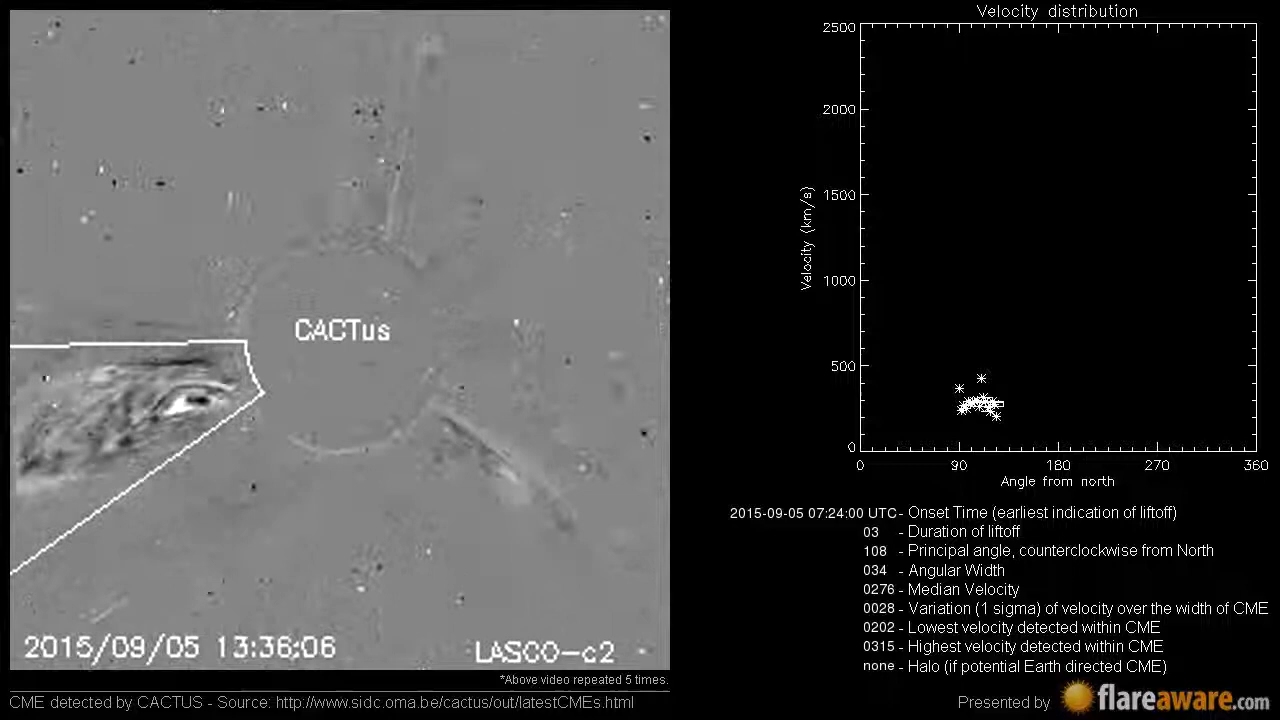 CACTus
2015/09/05 13:36:06
LASCO-c2
*Above video repeated 5 times.
CME detected by CACTUS - Source: http://www.sidc.oma.be/cactus/out/latestCMEs.html
Velocity distribution
Velocity (km/s)
2500
2000
1500
1000
500
0
0 90 180 270 360
Angle from north
2015-09-05 07:24:00 UTC - Onset Time (earliest indication of liftoff)
03 - Duration of liftoff
108 - Principal angle, counterclockwise from North
034 - Angular Width
0276 - Median Velocity
0028 - Variation (1 sigma) of velocity over the width of CME
0202 - Lowest velocity detected within CME
0315 - Highest velocity detected within CME
none - Halo (if potential Earth directed CME)
Presented by flareaware.com